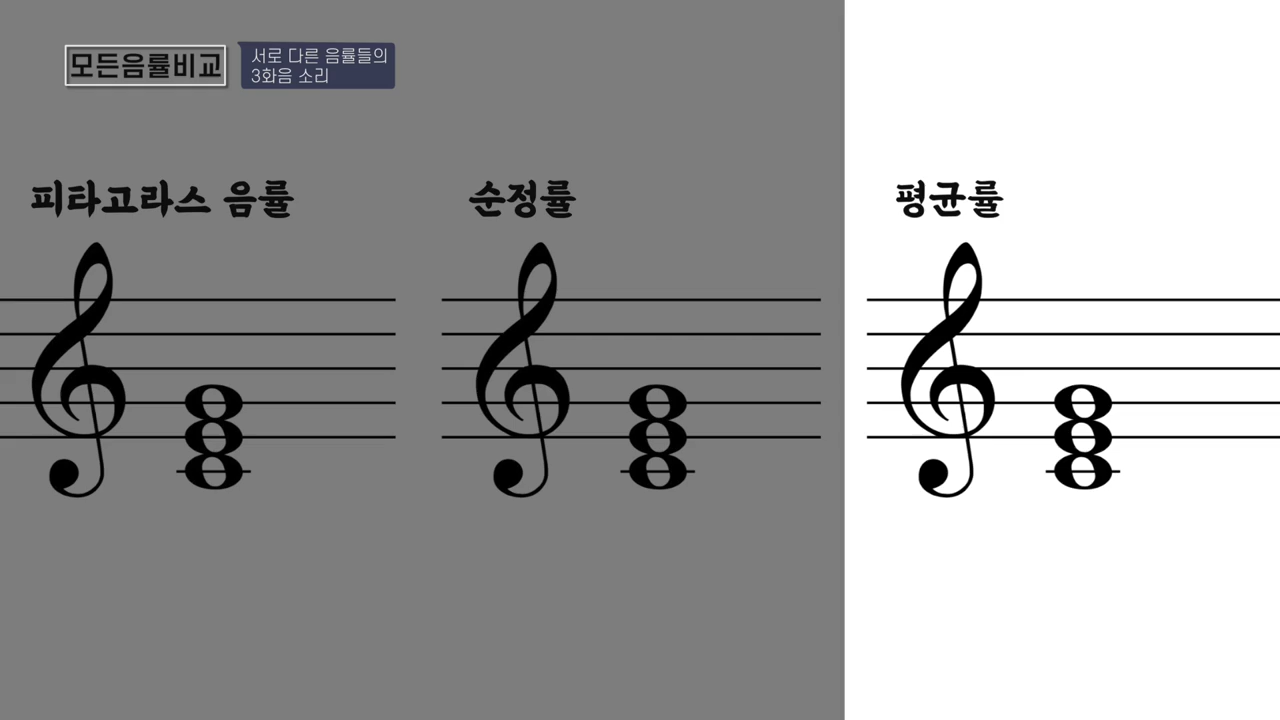 모든음률비교
서로 다른 음률들의
3화음 소리
피타고라스 음률
순정률
평균률